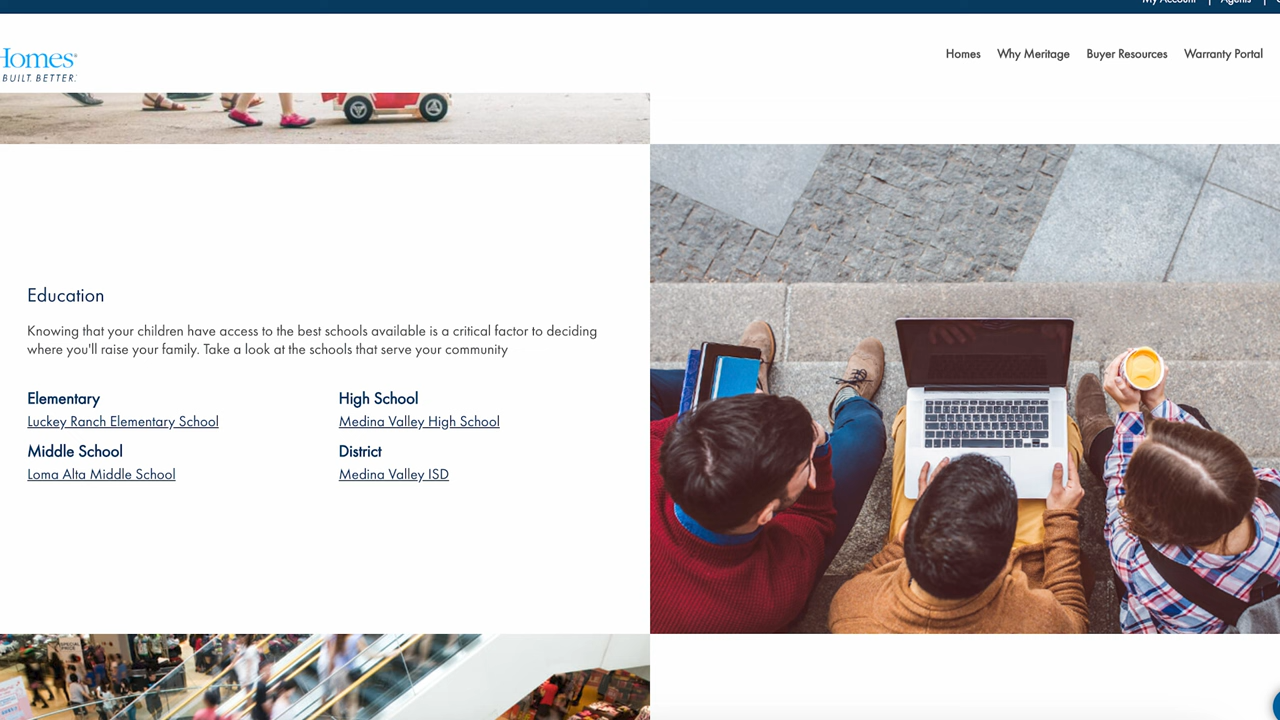 My Account | Agents |
Homes®
BUILT. BETTER.
Homes Why Meritage Buyer Resources Warranty Portal
Education
Knowing that your children have access to the best schools available is a critical factor to deciding
where you'll raise your family. Take a look at the schools that serve your community
Elementary
Luckey Ranch Elementary School
High School
Medina Valley High School
Middle School
Loma Alta Middle School
District
Medina Valley ISD